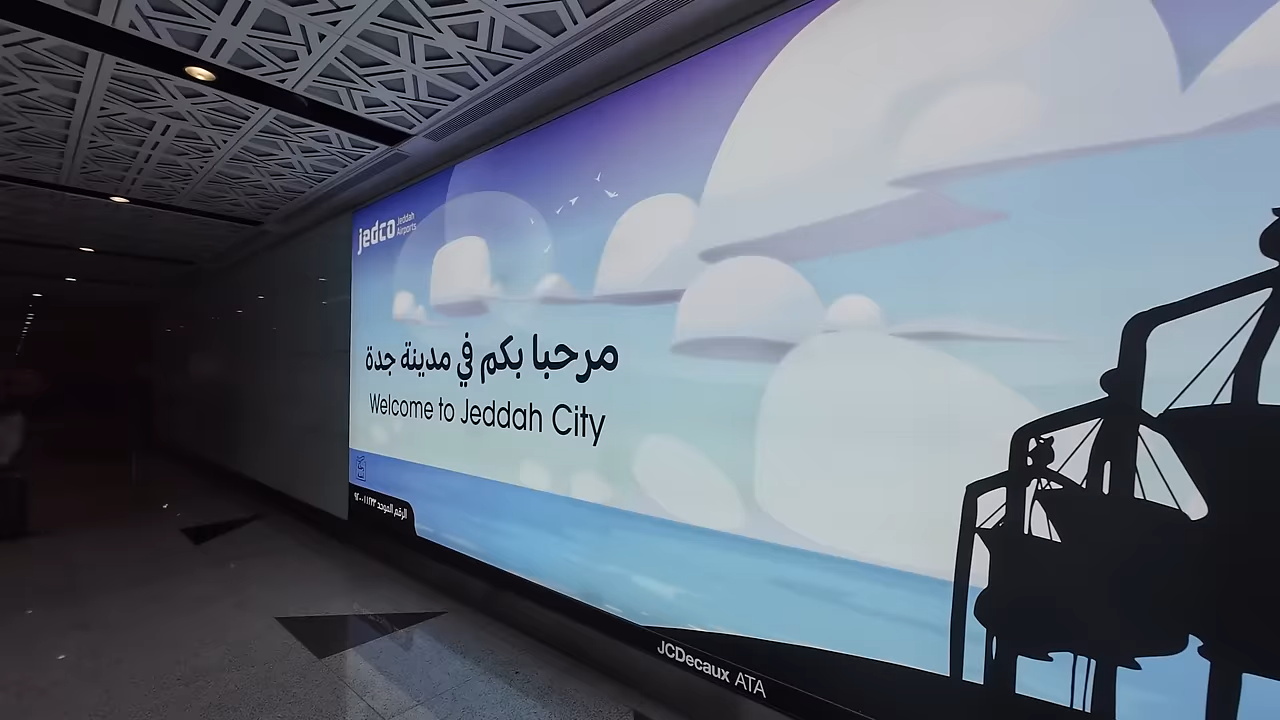 jedco Jeddah Airports
مرحبا بكم في مدينة جدة
Welcome to Jeddah City
الرقم الموحد ٩٢٠٠١١٢٣٣
JCDecaux ATA